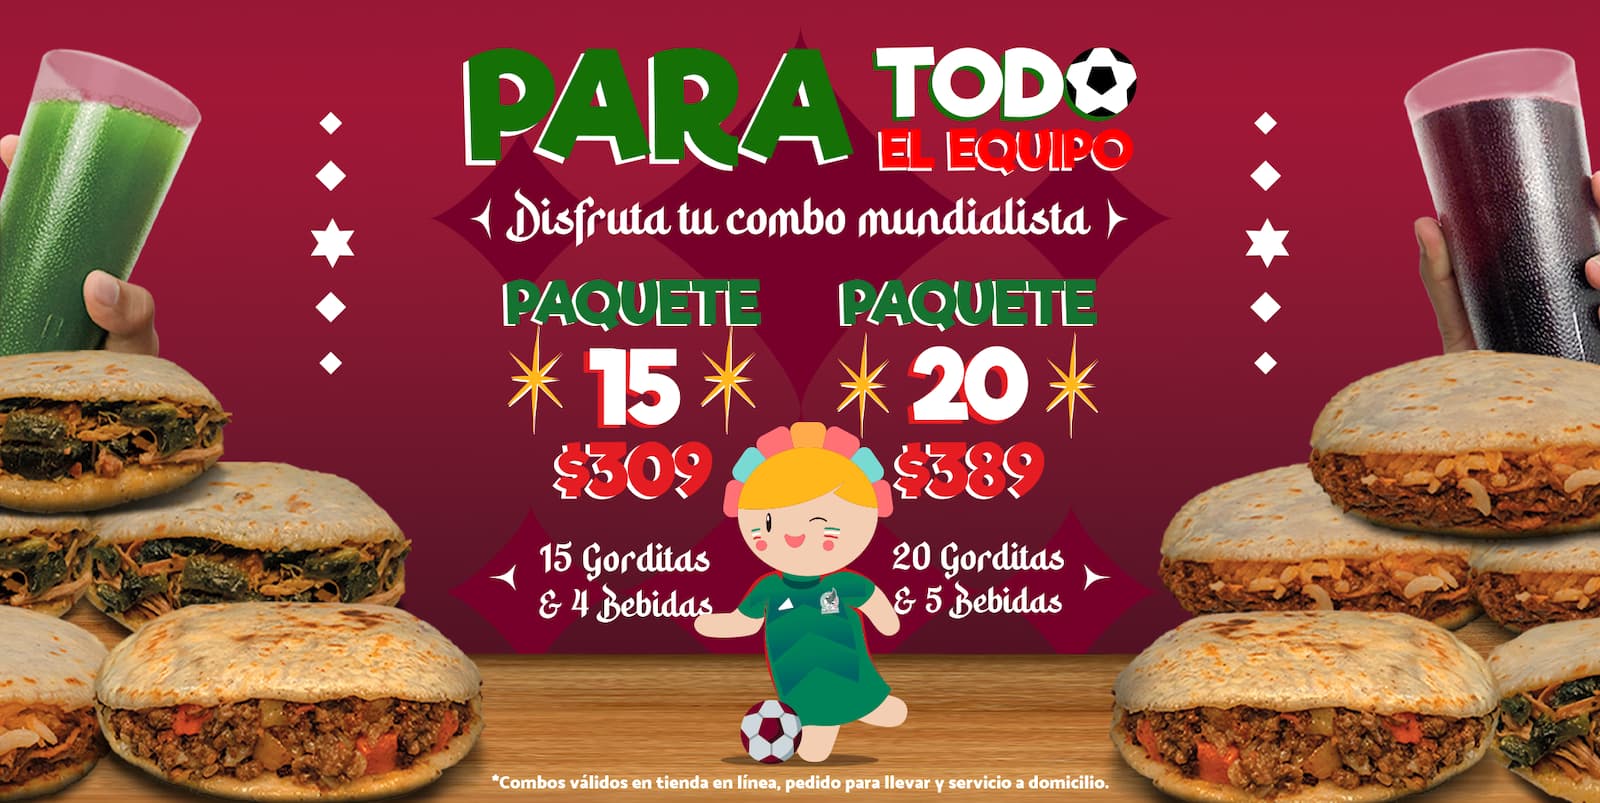 PARA TODO
EL EQUIPO
Disfruta tu combo mundialista
PAQUETE
15
$309
15 Gorditas
& 4 Bebidas
PAQUETE
20
$389
20 Gorditas
& 5 Bebidas
*Combos válidos en tienda en línea, pedido para llevar y servicio a domicilio.